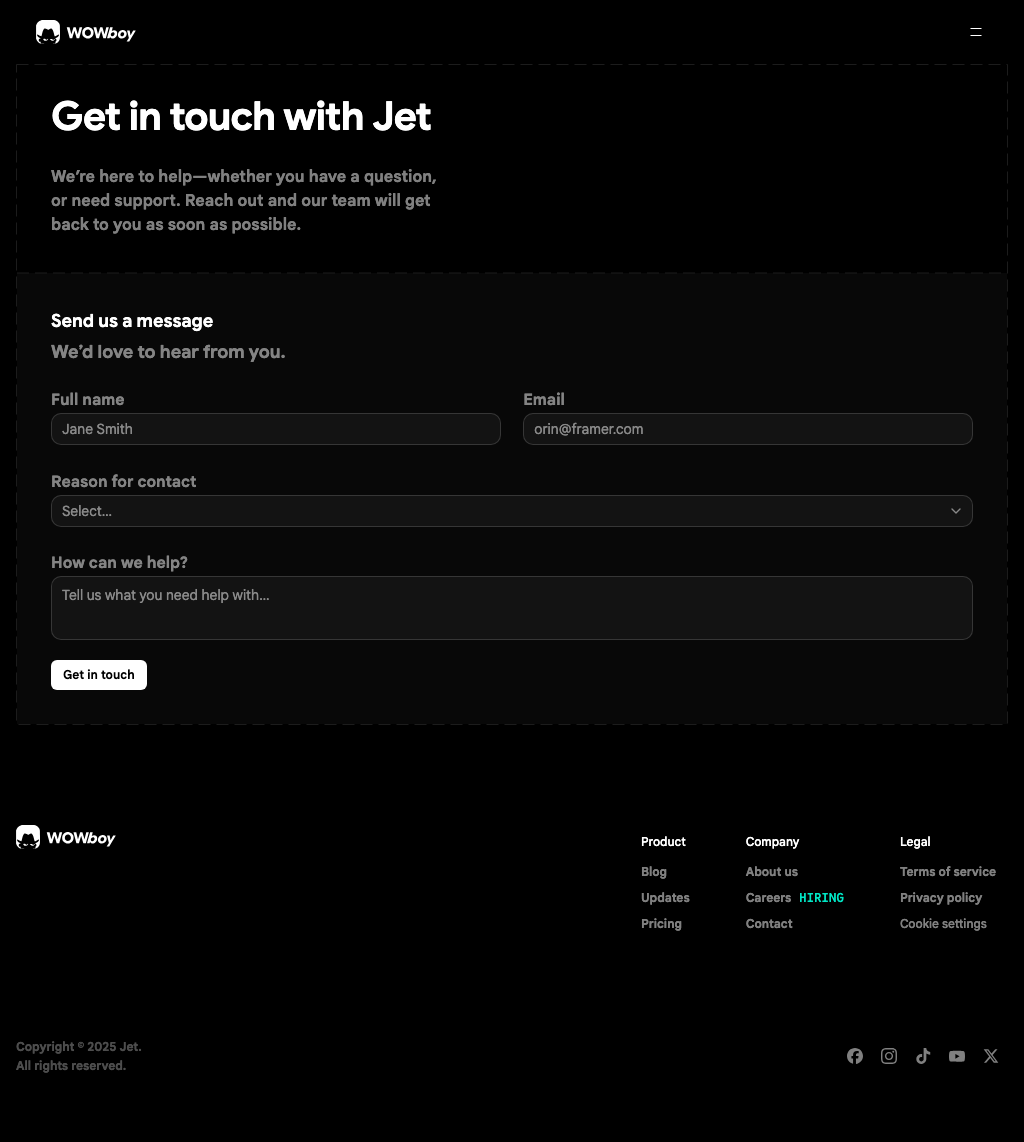 WOWboy
Get in touch with Jet
We're here to help—whether you have a question,
or need support. Reach out and our team will get
back to you as soon as possible.
Send us a message
We'd love to hear from you.
Full name
Jane Smith
Email
orin@framer.com
Reason for contact
Select...
How can we help?
Tell us what you need help with...
Get in touch
WOWboy
Product
Blog
Updates
Pricing
Company
About us
Careers HIRING
Contact
Legal
Terms of service
Privacy policy
Cookie settings
Copyright © 2025 Jet.
All rights reserved.